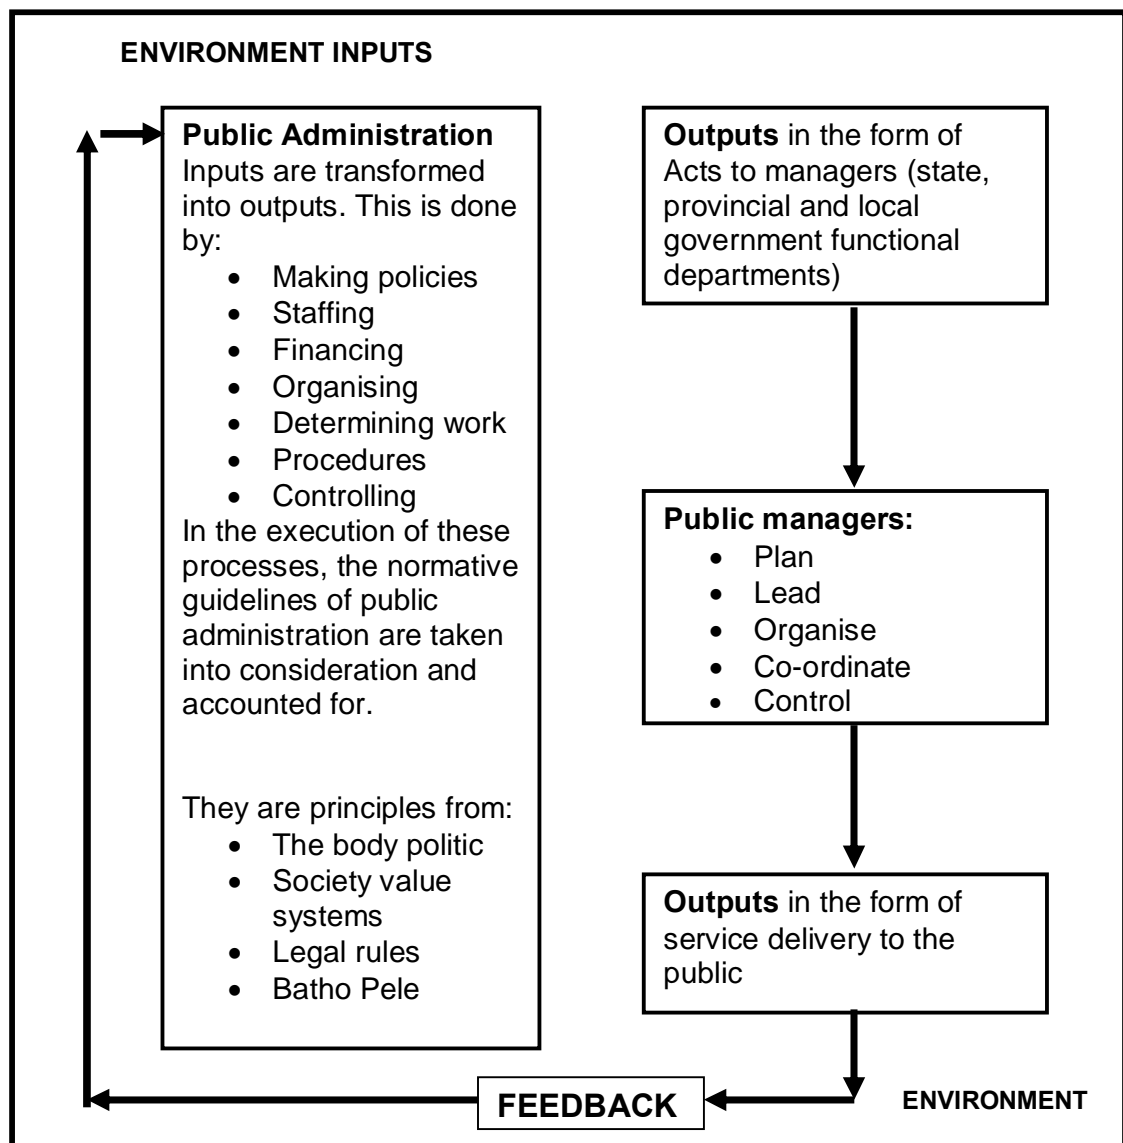 ENVIRONMENT INPUTS
Public Administration
Inputs are transformed
into outputs. This is done
by:
• Making policies
• Staffing
• Financing
• Organising
• Determining work
• Procedures
• Controlling
In the execution of these
processes, the normative
guidelines of public
administration are taken
into consideration and
accounted for.
They are principles from:
• The body politic
• Society value
systems
• Legal rules
• Batho Pele
Outputs in the form of
Acts to managers (state,
provincial and local
government functional
departments)
Public managers:
• Plan
• Lead
• Organise
• Co-ordinate
• Control
Outputs in the form of
service delivery to the
public
FEEDBACK
ENVIRONMENT